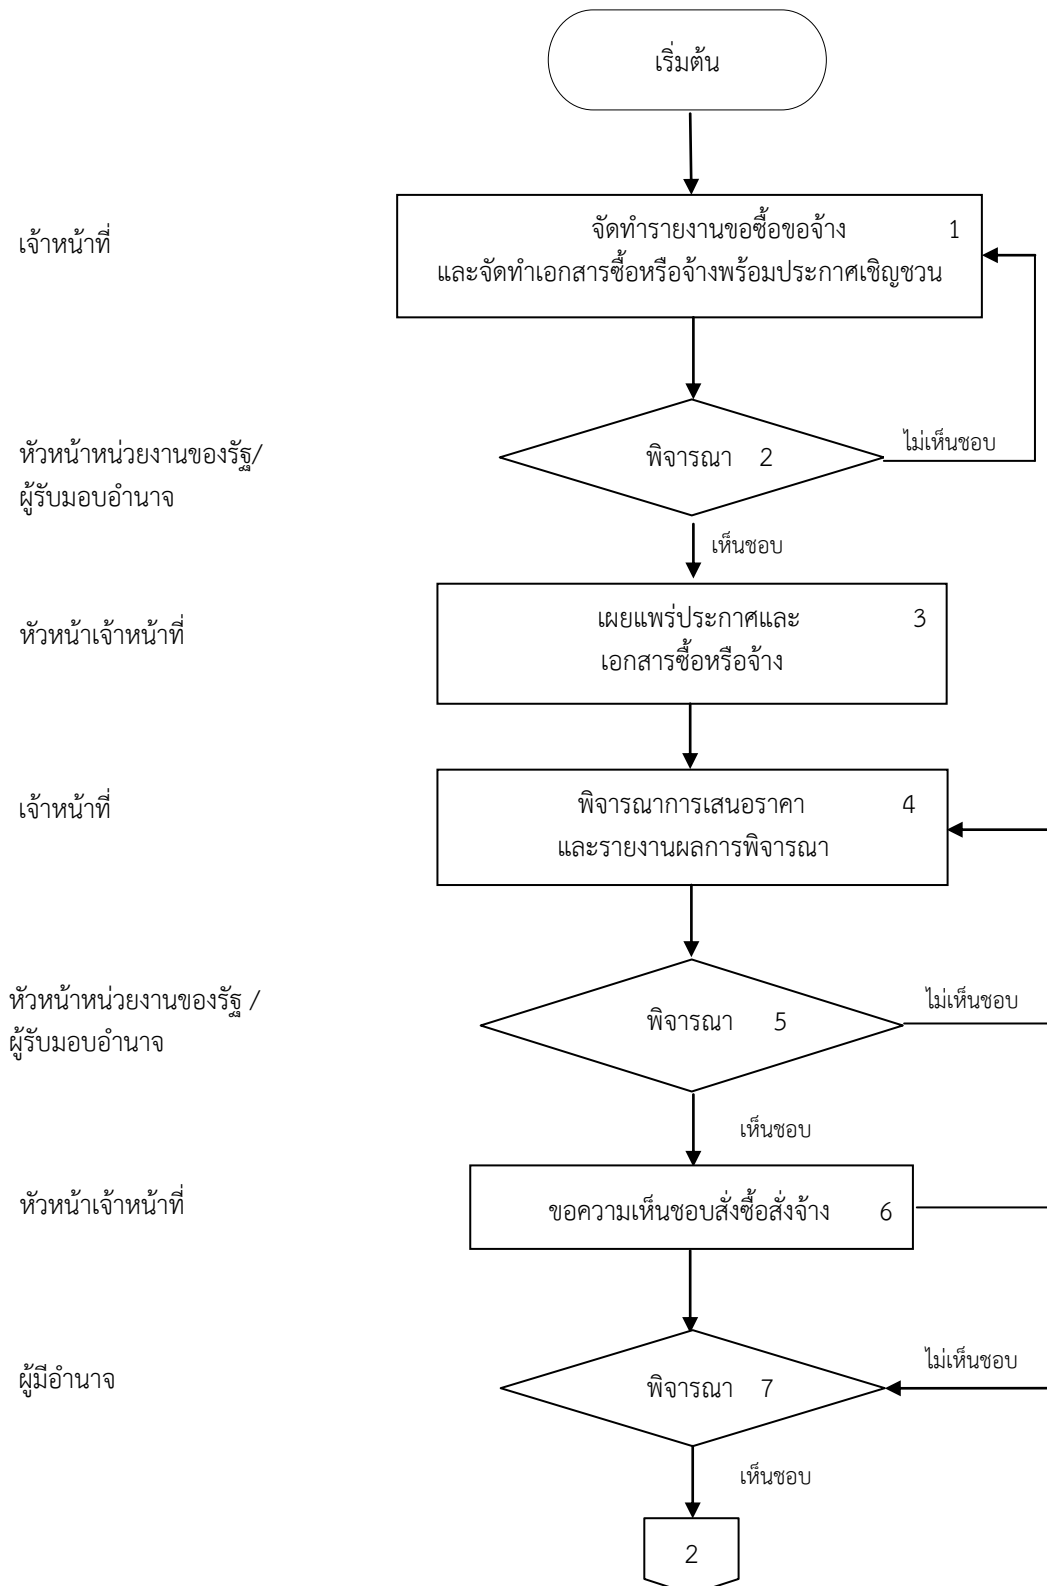 เริ่มต้น
เจ้าหน้าที่
จัดทำรายงานขอซื้อขอจ้าง 1
และจัดทำเอกสารซื้อหรือจ้างพร้อมประกาศเชิญชวน
หัวหน้าหน่วยงานของรัฐ/
ผู้รับมอบอำนาจ
พิจารณา 2
ไม่เห็นชอบ
เห็นชอบ
หัวหน้าเจ้าหน้าที่
เผยแพร่ประกาศและ 3
เอกสารซื้อหรือจ้าง
เจ้าหน้าที่
พิจารณาการเสนอราคา 4
และรายงานผลการพิจารณา
หัวหน้าหน่วยงานของรัฐ /
ผู้รับมอบอำนาจ
พิจารณา 5
ไม่เห็นชอบ
เห็นชอบ
หัวหน้าเจ้าหน้าที่
ขอความเห็นชอบสั่งซื้อสั่งจ้าง 6
ผู้มีอำนาจ
พิจารณา 7
ไม่เห็นชอบ
เห็นชอบ
2